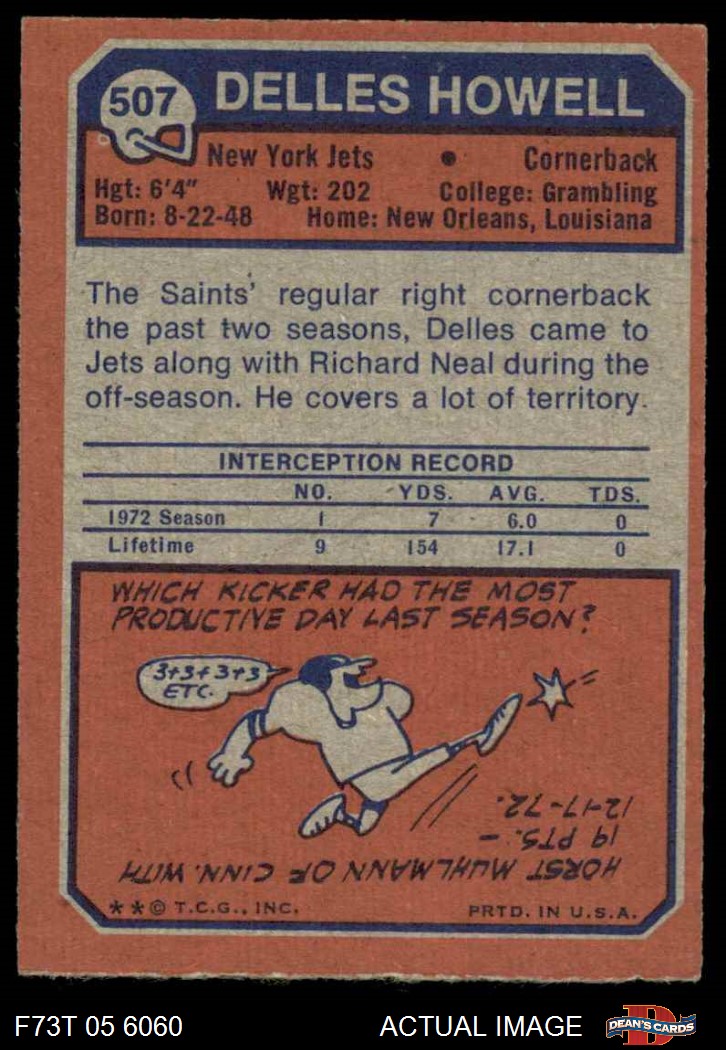 507
DELLES HOWELL
New York Jets • Cornerback
Hgt: 6'4" Wgt: 202 College: Grambling
Born: 8-22-48 Home: New Orleans, Louisiana
The Saints' regular right cornerback
the past two seasons, Delles came to
Jets along with Richard Neal during the
off-season. He covers a lot of territory.
INTERCEPTION RECORD
NO. YDS. AVG. TDS.
1972 Season 1 7 6.0 0
Lifetime 9 154 17.1 0
WHICH KICKER HAD THE MOST
PRODUCTIVE DAY LAST SEASON?
3+3+3+3
ETC.
HORST MUHLMANN OF CINN. WITH
19 PTS. –
12-17-72.
**© T.C.G., INC. PRTD. IN U.S.A.
F73T 05 6060 ACTUAL IMAGE
D
DEAN'S CARDS